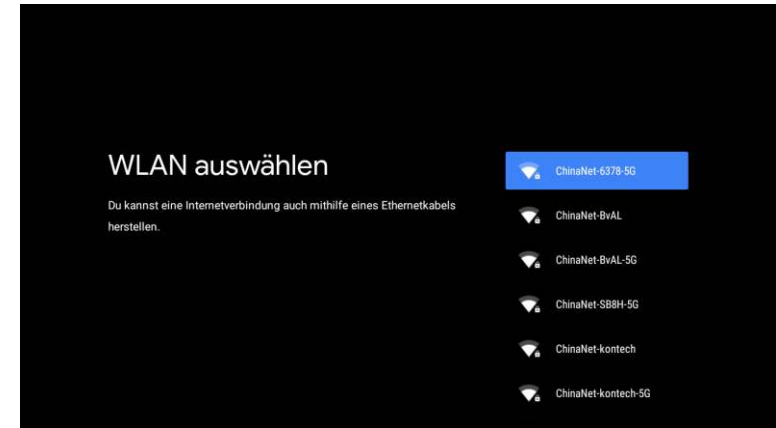 WLAN auswählen
Du kannst eine Internetverbindung auch mithilfe eines Ethernetkabels
herstellen.
ChinaNet-6378-5G
ChinaNet-BvAL
ChinaNet-BvAL-5G
ChinaNet-SB8H-5G
ChinaNet-kontech
ChinaNet-kontech-5G